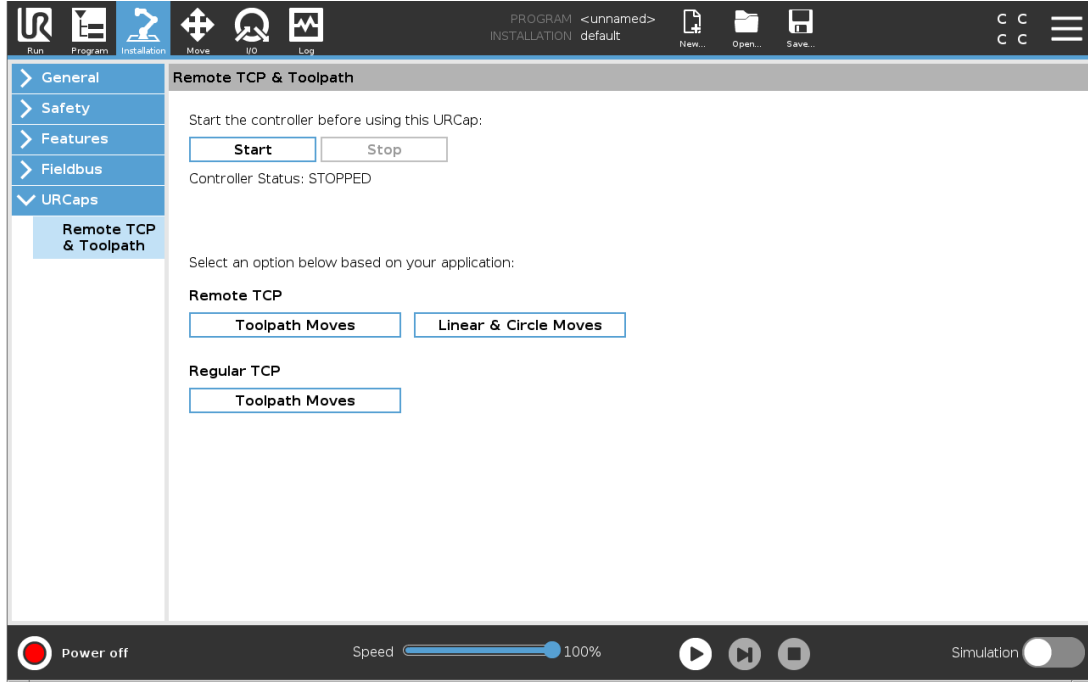 PROGRAM <unnamed>
INSTALLATION default
C C
C C
Run Program Installation Move I/O Log New... Open... Save...
General
Safety
Features
Fieldbus
URCaps
Remote TCP
& Toolpath
Remote TCP & Toolpath
Start the controller before using this URCap:
Start Stop
Controller Status: STOPPED
Select an option below based on your application:
Remote TCP
Toolpath Moves Linear & Circle Moves
Regular TCP
Toolpath Moves
Power off Speed 100% Simulation